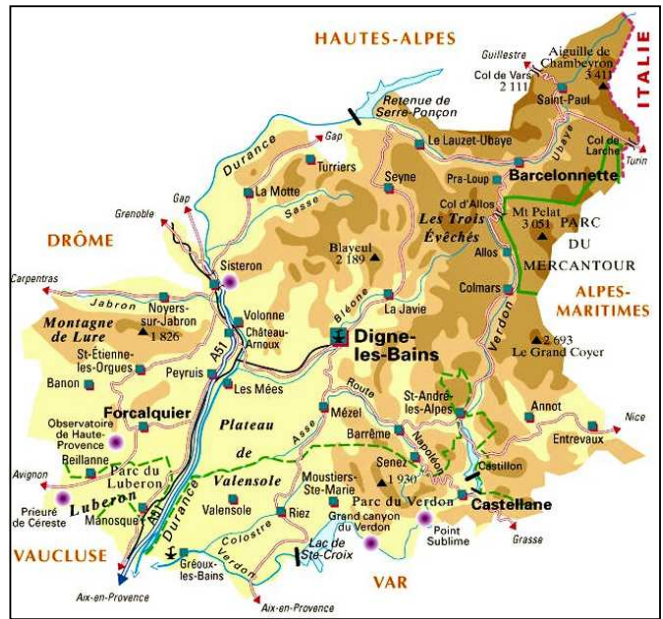 HAUTES-ALPES
Guillestre
Aiguille de
Chambeyron
3 411
Col de Vars
2 111
ITALIE
Saint-Paul
Retenue de
Serre-Ponçon
Ubaye
Col de
Larche
Turin
Durance
Gap
Le Lauzet-Ubaye
Turriers
Seyne
Pra-Loup
Barcelonnette
Gap
La Motte
Sasse
Col d'Allos
Grenoble
Les Trois
Évêchés
Mt Pelat
3 051
PARC
DU
MERCANTOUR
DRÔME
Blayeul
2 189
Allos
Sisteron
Carpentras
Jabron
Colmars
ALPES-
MARITIMES
Noyers-
sur-Jabron
Volonne
Bléone
La Javie
Verdon
Montagne
de Lure
1 826
Château-
Arnoux
Digne-
les-Bains
2 693
Le Grand Coyer
A51
St-Étienne-
les-Orgues
Banon
Peyruis
Les Mées
Route
St-André-
les-Alpes
Forcalquier
Mézel
Annot
Nice
Observatoire
de Haute-
Provence
Plateau
Asse
Barrême
Napoléon
Entrevaux
Reillanne
de
Senez
Castillon
Avignon
Parc du
Luberon
Valensole
Moustiers-
Ste-Marie
1 930
Luberon
Parc du Verdon
Castellane
Prieuré
de Céreste
Manosque
A51
Durance
Valensole
Riez
Grand canyon
du Verdon
Point
Sublime
Grasse
Colostre
VAUCLUSE
Verdon
Lac de
Ste-Croix
Gréoux-les-Bains
VAR
Aix-en-Provence
Aix-en-Provence